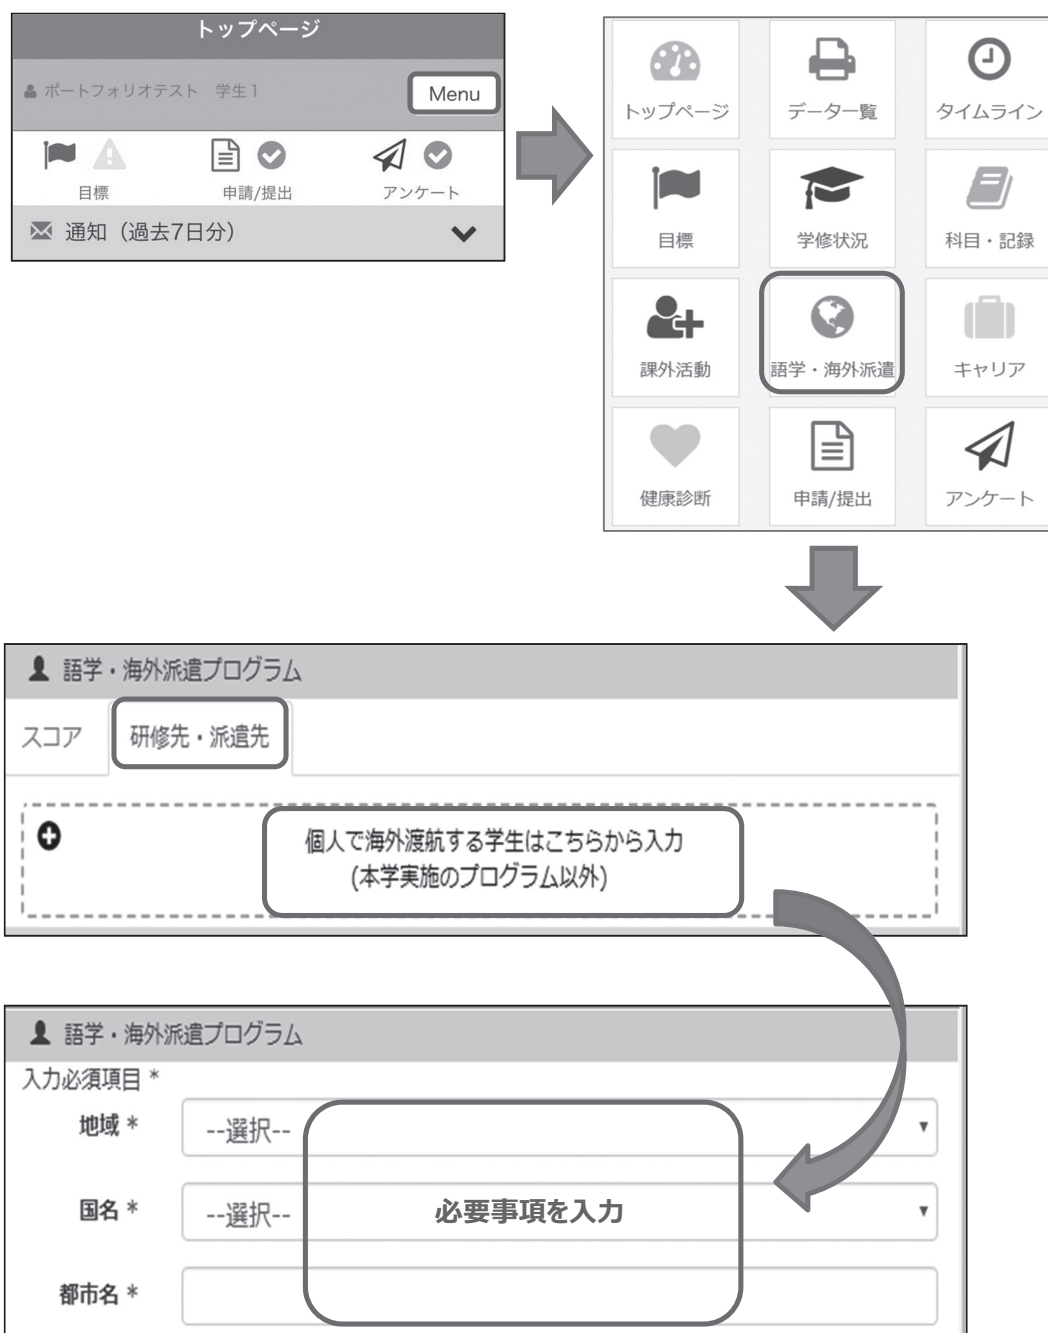 トップページ
ポートフォリオテスト 学生1
Menu
目標
申請/提出
アンケート
通知（過去7日分）
トップページ
データ一覧
タイムライン
目標
学修状況
科目・記録
課外活動
語学・海外派遣
キャリア
健康診断
申請/提出
アンケート
語学・海外派遣プログラム
スコア
研修先・派遣先
個人で海外渡航する学生はこちらから入力
(本学実施のプログラム以外)
語学・海外派遣プログラム
入力必須項目 *
地域 *
--選択--
国名 *
--選択--
必要事項を入力
都市名 *